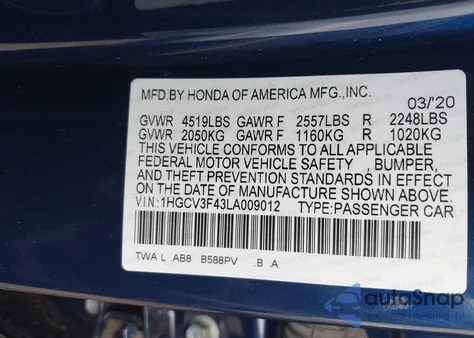 MFD.BY HONDA OF AMERICA MFG.,INC.
03/'20
GVWR 4519LBS GAWR F 2557LBS R 2248LBS
GVWR 2050KG GAWR F 1160KG R 1020KG
THIS VEHICLE CONFORMS TO ALL APPLICABLE
FEDERAL MOTOR VEHICLE SAFETY , BUMPER,
AND THEFT PREVENTION STANDARDS IN EFFECT
ON THE DATE OF MANUFACTURE SHOWN ABOVE.
V.I.N.:1HGCV3F43LA009012 TYPE:PASSENGER CAR
TWA L AB8 B588PV .B .A
autoSnap